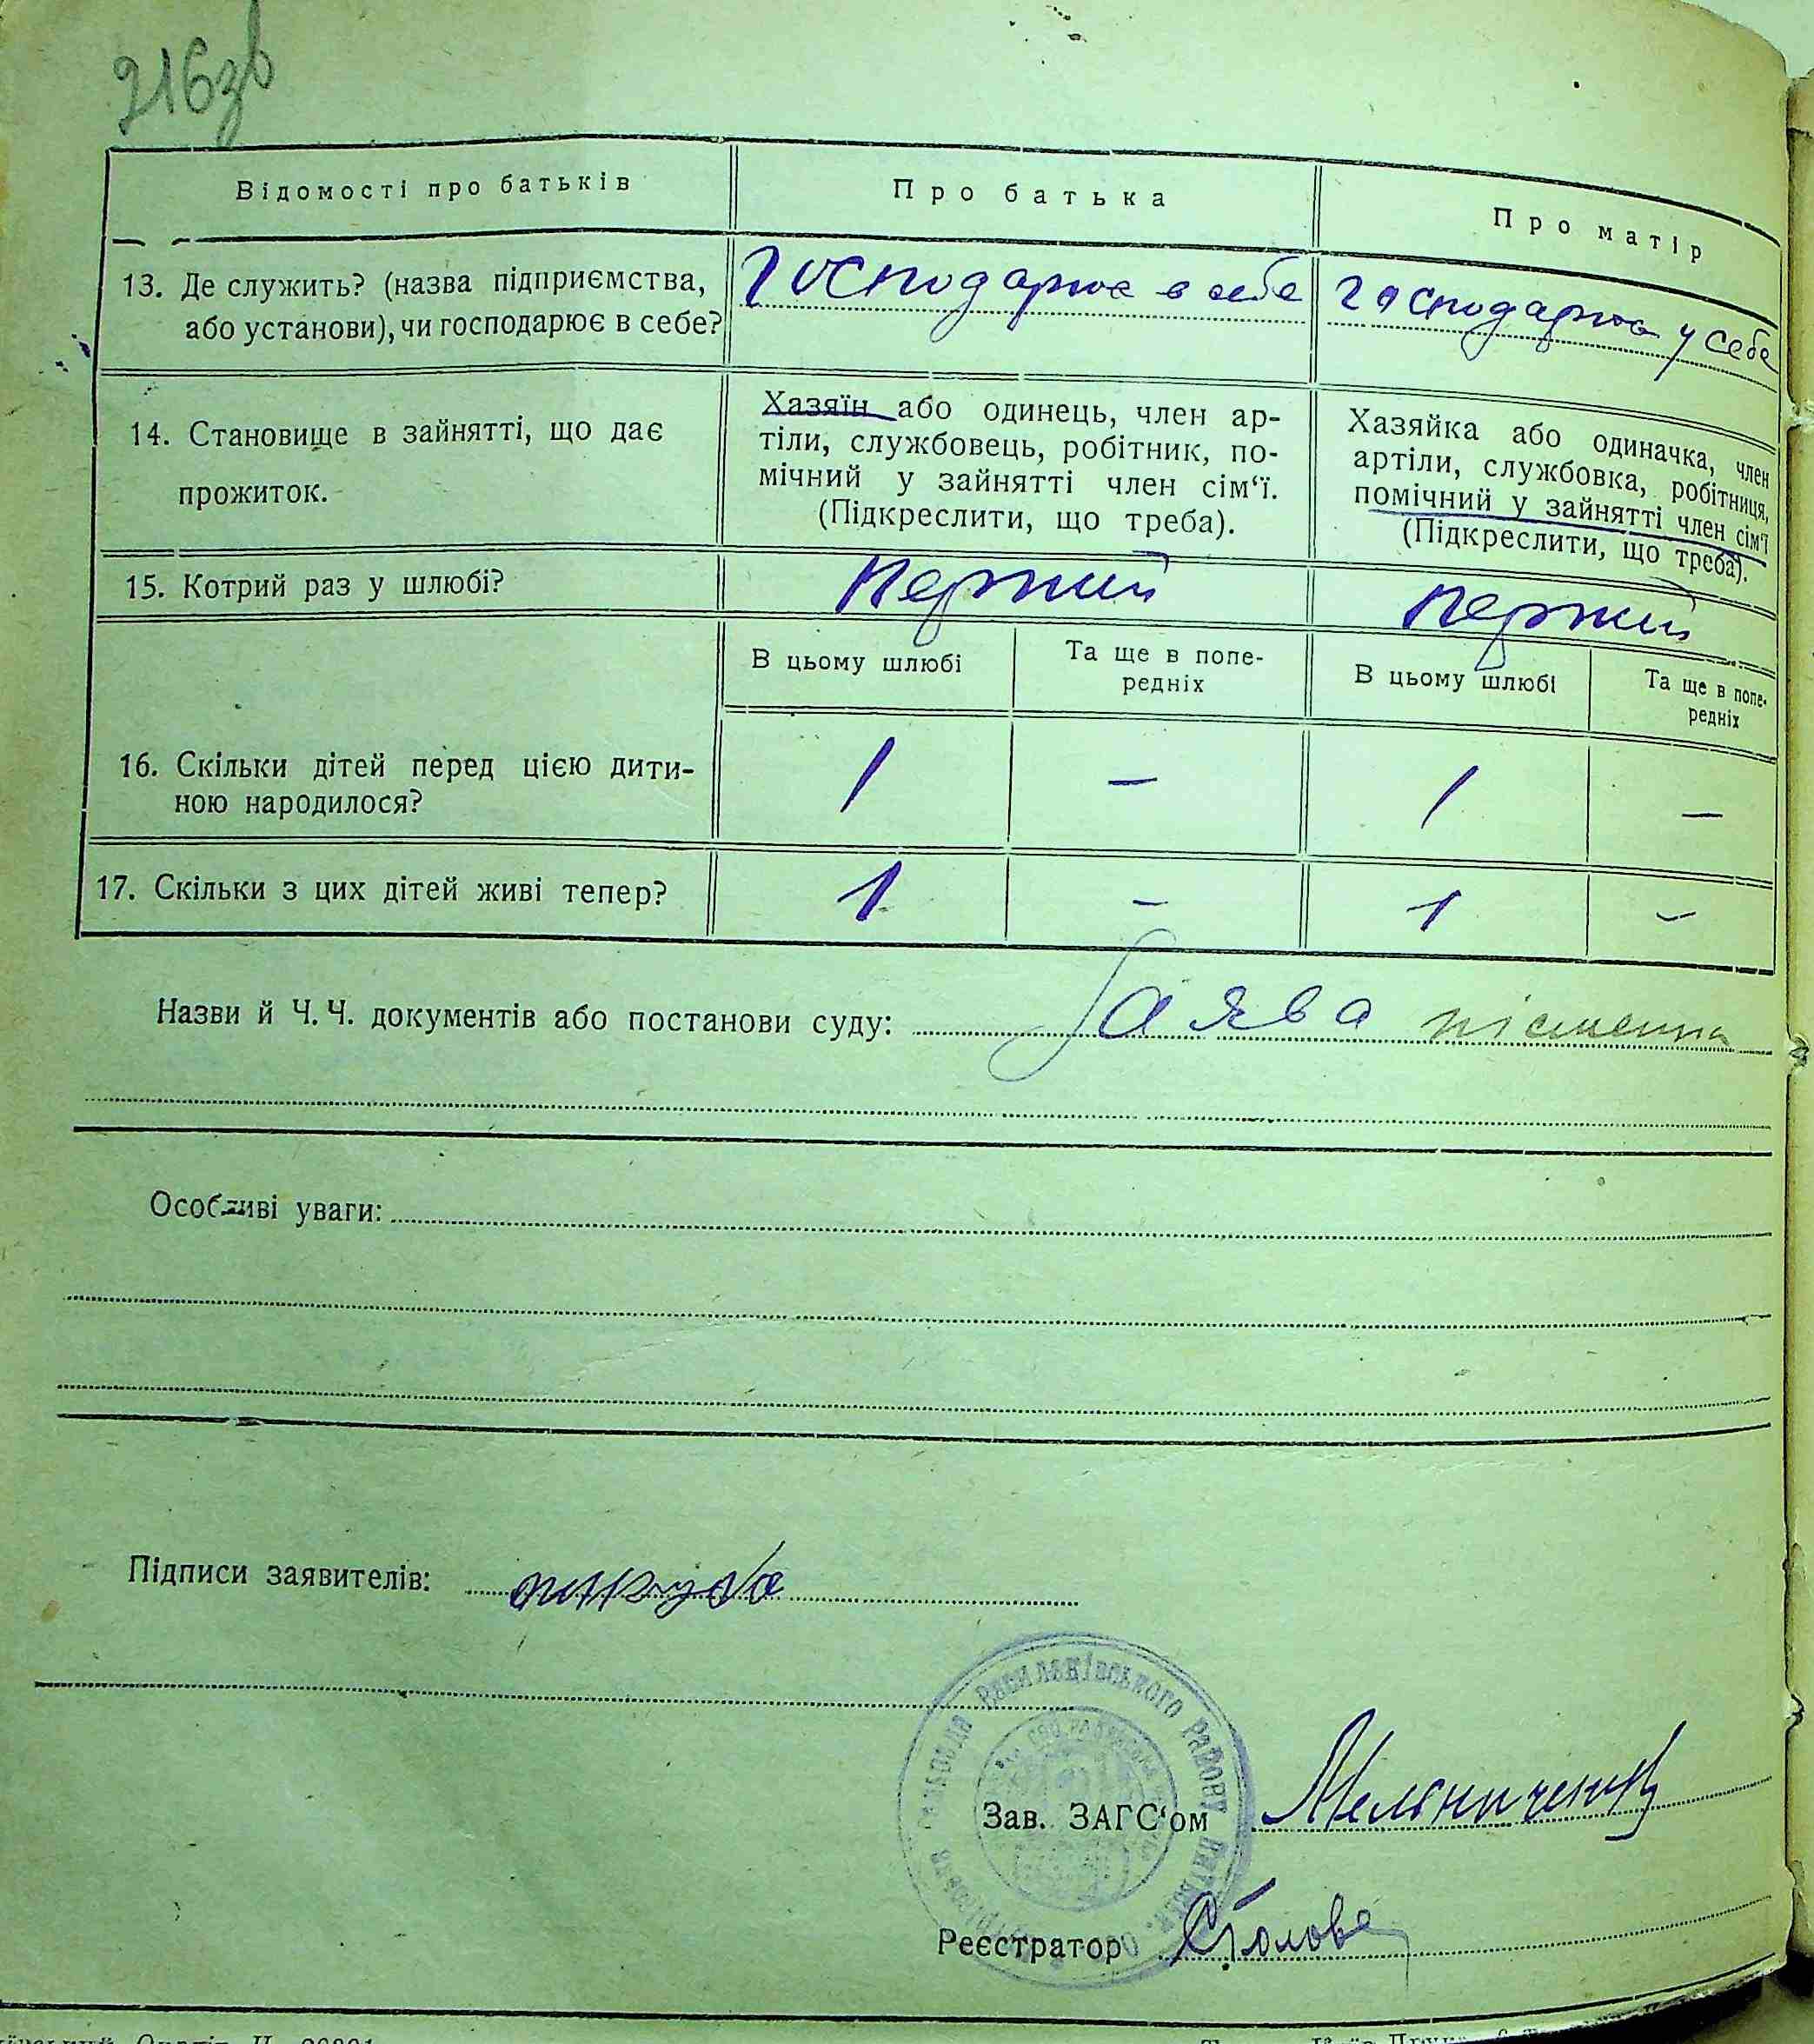 216зв
Відомості про батьків
Про батька
Про матір
13. Де служить? (назва підприємства,
або установи), чи господарює в себе?
Господарює в себе
господарює у себе
14. Становище в зайнятті, що дає
прожиток.
Хазяїн або одинець, член ар-
тіли, службовець, робітник, по-
мічний у зайнятті член сім‘ї.
(Підкреслити, що треба).
Хазяйка або одиначка, член
артіли, службовка, робітниця,
помічний у зайнятті член сім‘ї
(Підкреслити, що треба).
15. Котрий раз у шлюбі?
перший
перший
В цьому шлюбі
Та ще в попе-
редніх
В цьому шлюбі
Та ще в попе-
редніх
16. Скільки дітей перед цією дити-
ною народилося?
1 — 1 —
17. Скільки з цих дітей живі тепер?
1 — 1 —
Назви й Ч. Ч. документів або постанови суду: Заява пісменна
Особливі уваги:
Підписи заявителів:
Зав. ЗАГС‘ом Мельниченко
Реєстратор